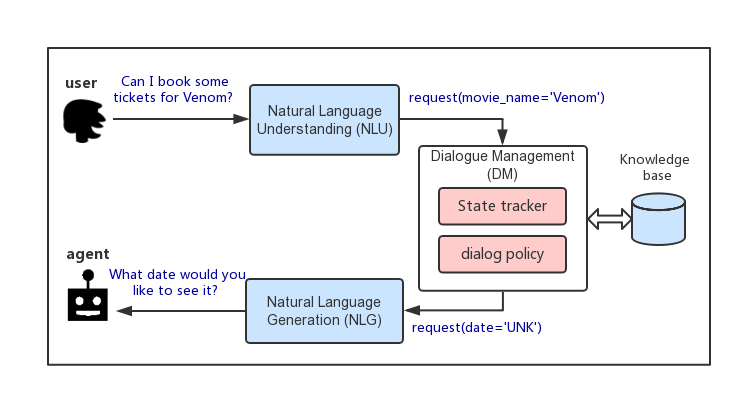 user
Can I book some
tickets for Venom?
Natural Language
Understanding (NLU)
request(movie_name='Venom')
Dialogue Management
(DM)
State tracker
dialog policy
Knowledge
base
agent
What date would you
like to see it?
Natural Language
Generation (NLG)
request(date='UNK')